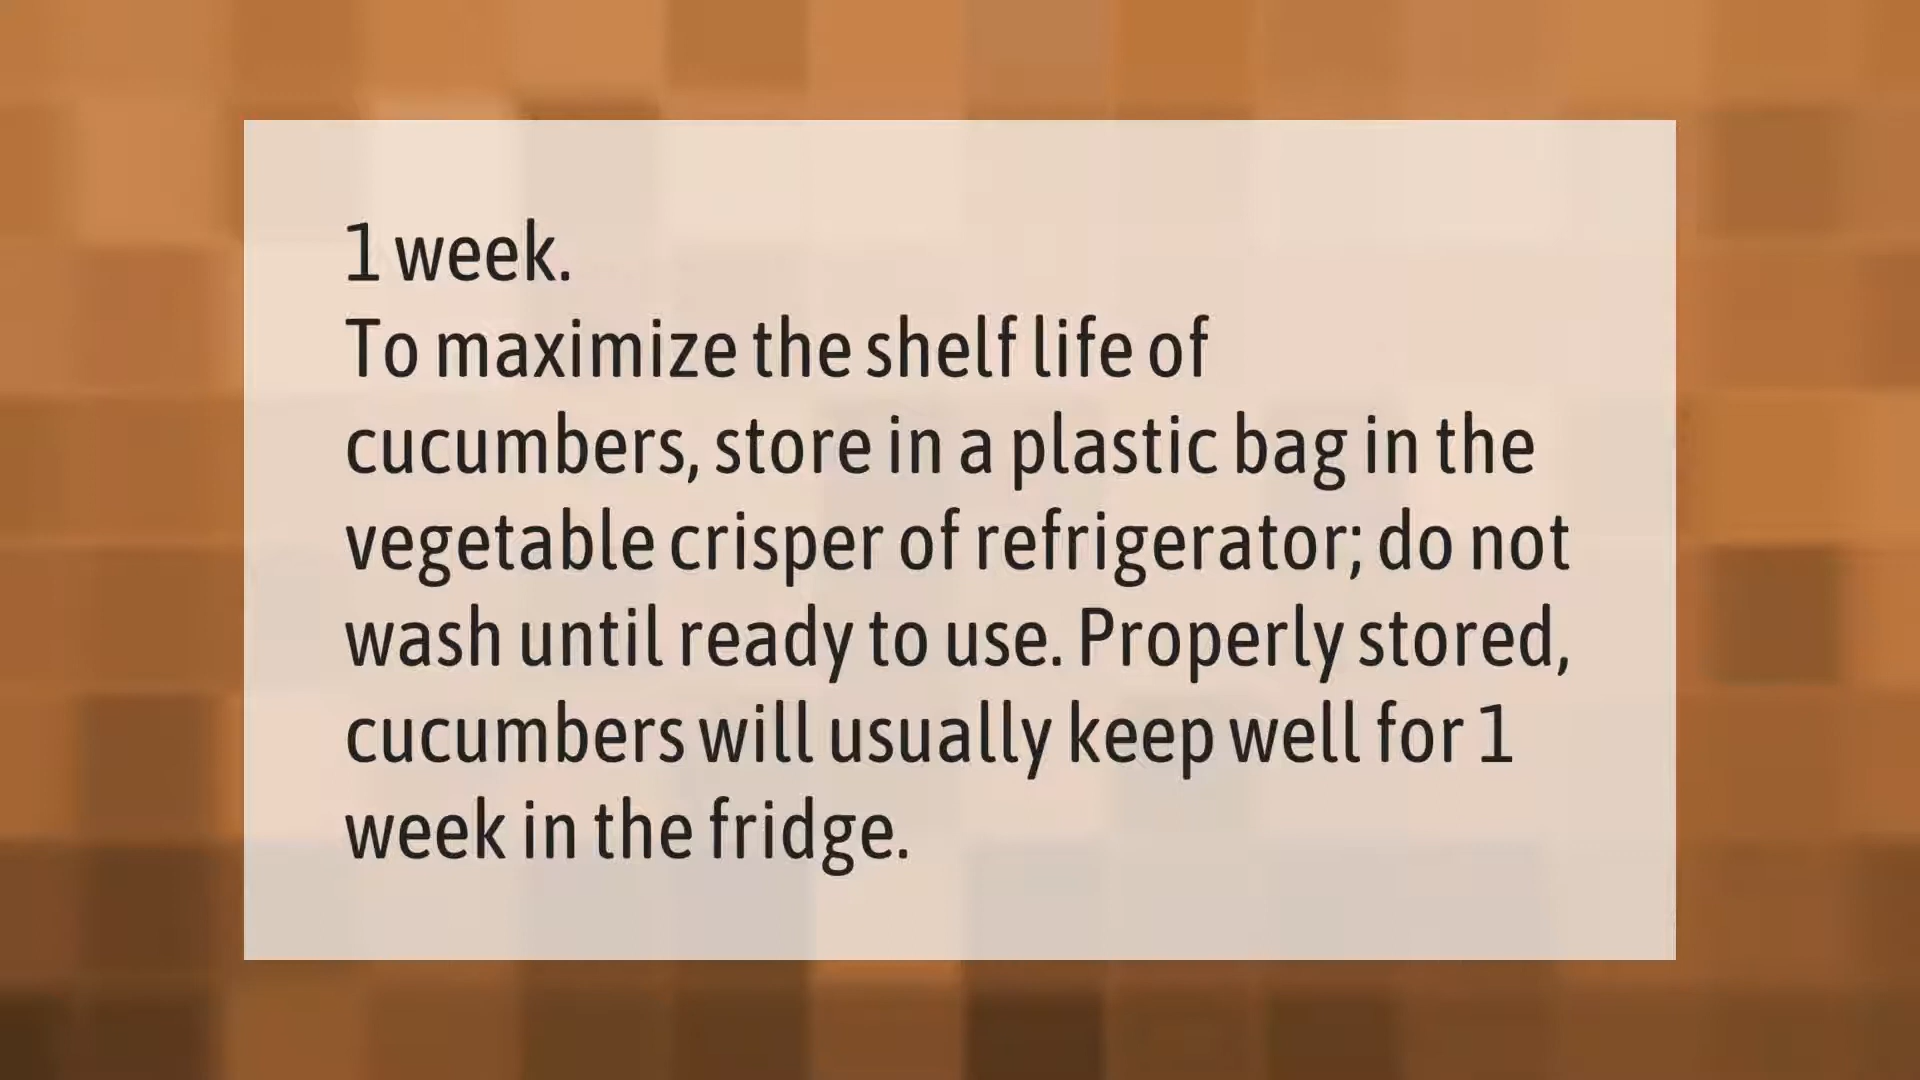 1 week.
To maximize the shelf life of
cucumbers, store in a plastic bag in the
vegetable crisper of refrigerator; do not
wash until ready to use. Properly stored,
cucumbers will usually keep well for 1
week in the fridge.